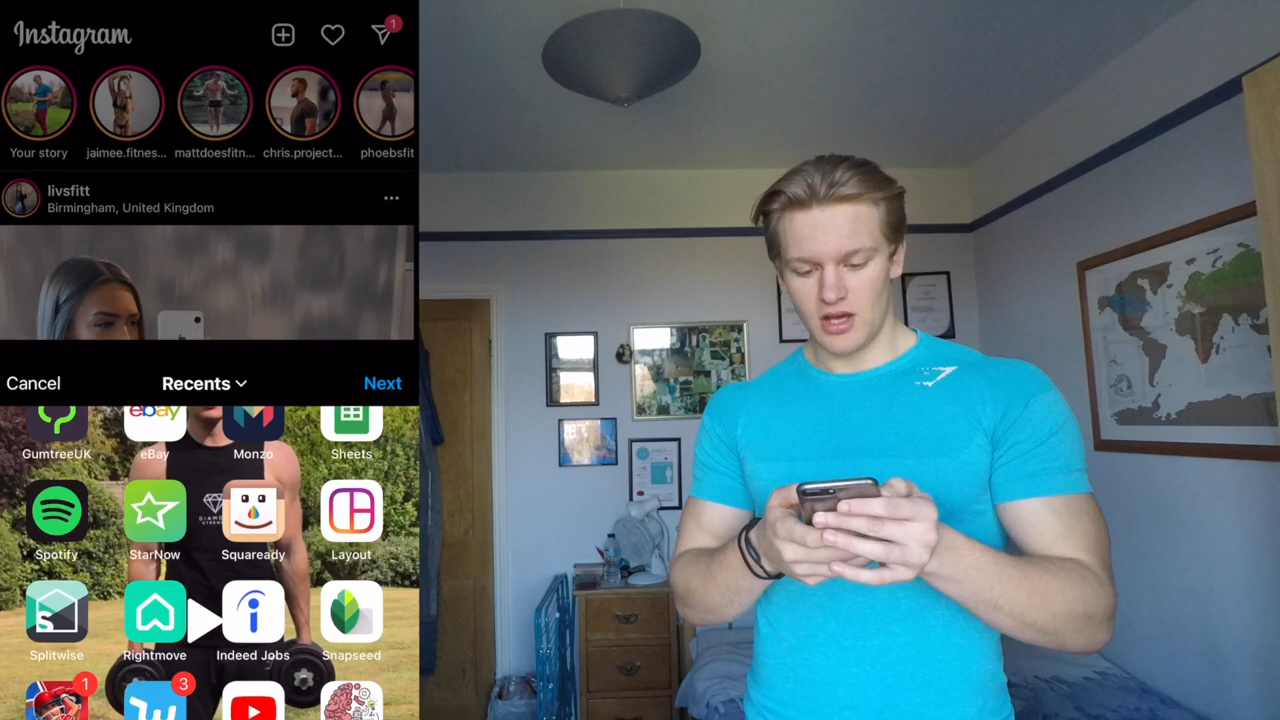 Instagram
1
Your story
jaimee.fitnes...
mattdoesfitn...
chris.project...
phoebsfit
livsfitt
Birmingham, United Kingdom
Cancel
Recents
Next
ebay
GumtreeUK
eBay
Monzo
Sheets
DIAMOND
Spotify
StarNow
Squaready
Layout
Splitwise
Rightmove
Indeed Jobs
Snapseed
1
3